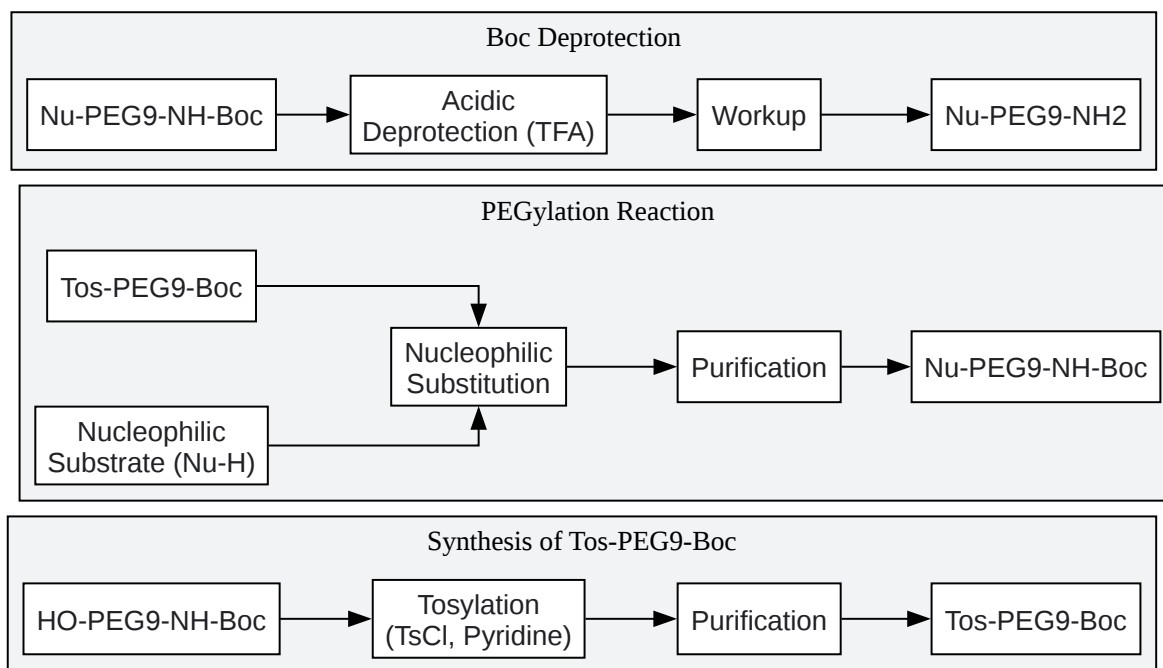 Boc Deprotection
Nu-PEG9-NH-Boc
Acidic
Deprotection (TFA)
Workup
Nu-PEG9-NH2
PEGylation Reaction
Tos-PEG9-Boc
Nucleophilic
Substrate (Nu-H)
Nucleophilic
Substitution
Purification
Nu-PEG9-NH-Boc
Synthesis of Tos-PEG9-Boc
HO-PEG9-NH-Boc
Tosylation
(TsCl, Pyridine)
Purification
Tos-PEG9-Boc